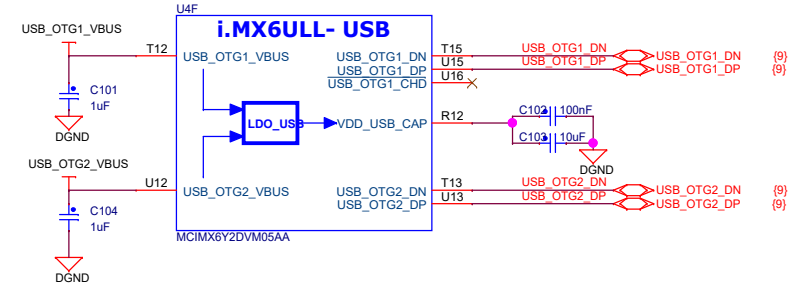 U4F
i.MX6ULL- USB
USB_OTG1_VBUS
T12
USB_OTG1_VBUS
USB_OTG1_DN
T15
USB_OTG1_DN
USB_OTG1_DN
{9}
USB_OTG1_DP
U15
USB_OTG1_DP
USB_OTG1_DP
{9}
USB_OTG1_CHD
U16
C101
1uF
DGND
LDO_USB
VDD_USB_CAP
R12
C102
100nF
C103
10uF
DGND
USB_OTG2_VBUS
U12
USB_OTG2_VBUS
USB_OTG2_DN
T13
USB_OTG2_DN
USB_OTG2_DN
{9}
USB_OTG2_DP
U13
USB_OTG2_DP
USB_OTG2_DP
{9}
C104
1uF
DGND
MCIMX6Y2DVM05AA